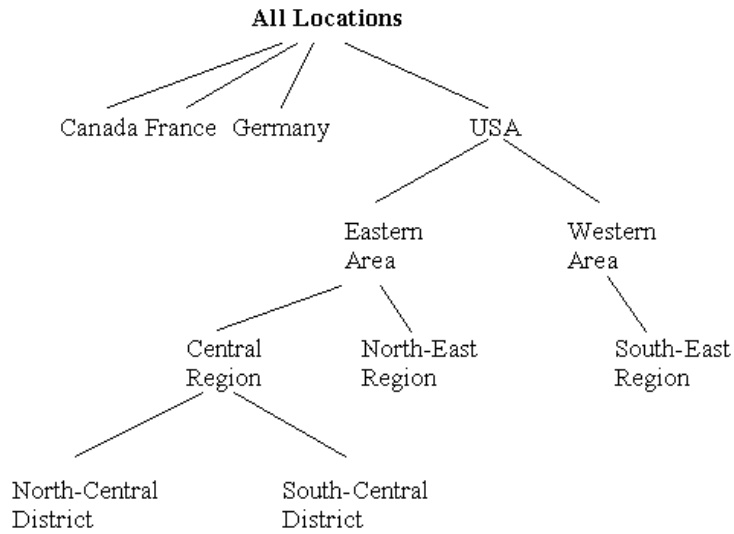 All Locations
Canada France Germany USA
Eastern Area
Western Area
Central Region
North-East Region
South-East Region
North-Central District
South-Central District